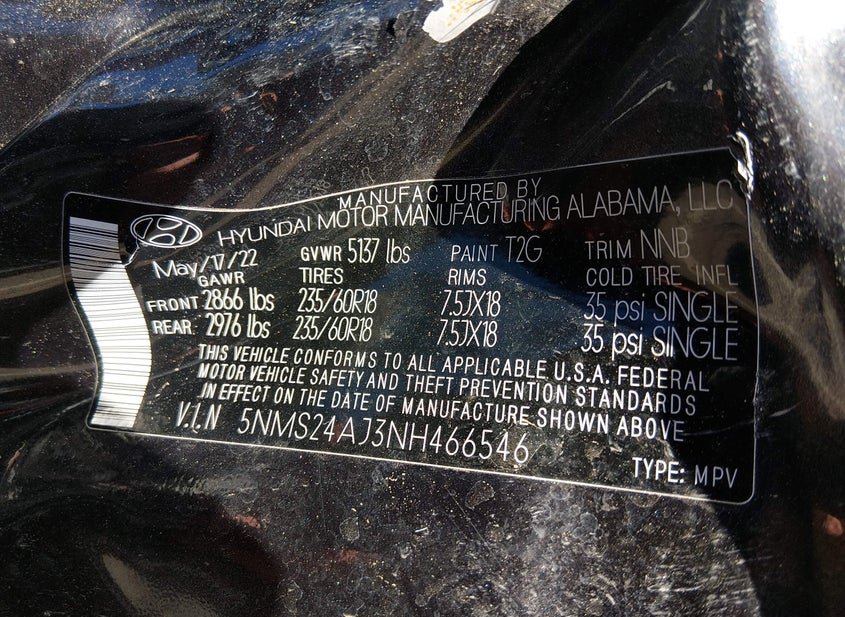 MANUFACTURED BY
HYUNDAI MOTOR MANUFACTURING ALABAMA, LLC
May/17/22 GVWR 5137 lbs PAINT T2G TRIM NNB
GAWR TIRES RIMS COLD TIRE INFL
FRONT 2866 lbs 235/60R18 7.5JX18 35 psi SINGLE
REAR 2976 lbs 235/60R18 7.5JX18 35 psi SINGLE
THIS VEHICLE CONFORMS TO ALL APPLICABLE U.S.A. FEDERAL
MOTOR VEHICLE SAFETY AND THEFT PREVENTION STANDARDS
IN EFFECT ON THE DATE OF MANUFACTURE SHOWN ABOVE
V.I.N 5NMS24AJ3NH466546
TYPE: MPV